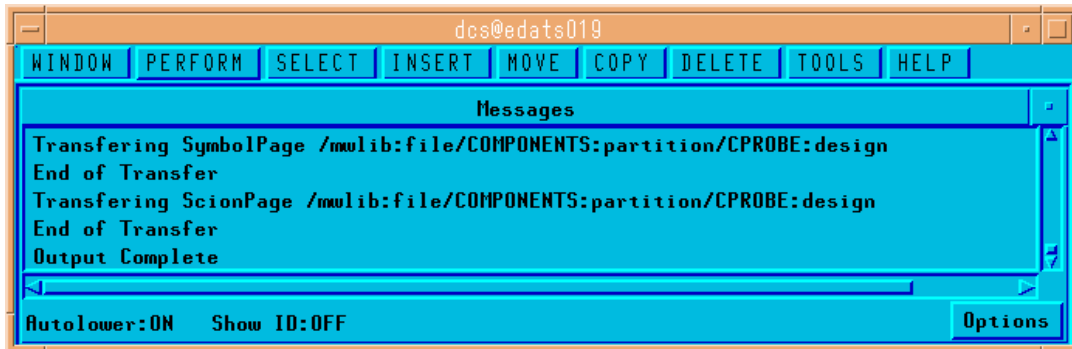 dcs@edats019
WINDOW PERFORM SELECT INSERT MOVE COPY DELETE TOOLS HELP
Messages
Transfering SymbolPage /mwlib:file/COMPONENTS:partition/CPROBE:design
End of Transfer
Transfering ScionPage /mwlib:file/COMPONENTS:partition/CPROBE:design
End of Transfer
Output Complete
Autolower:ON Show ID:OFF Options